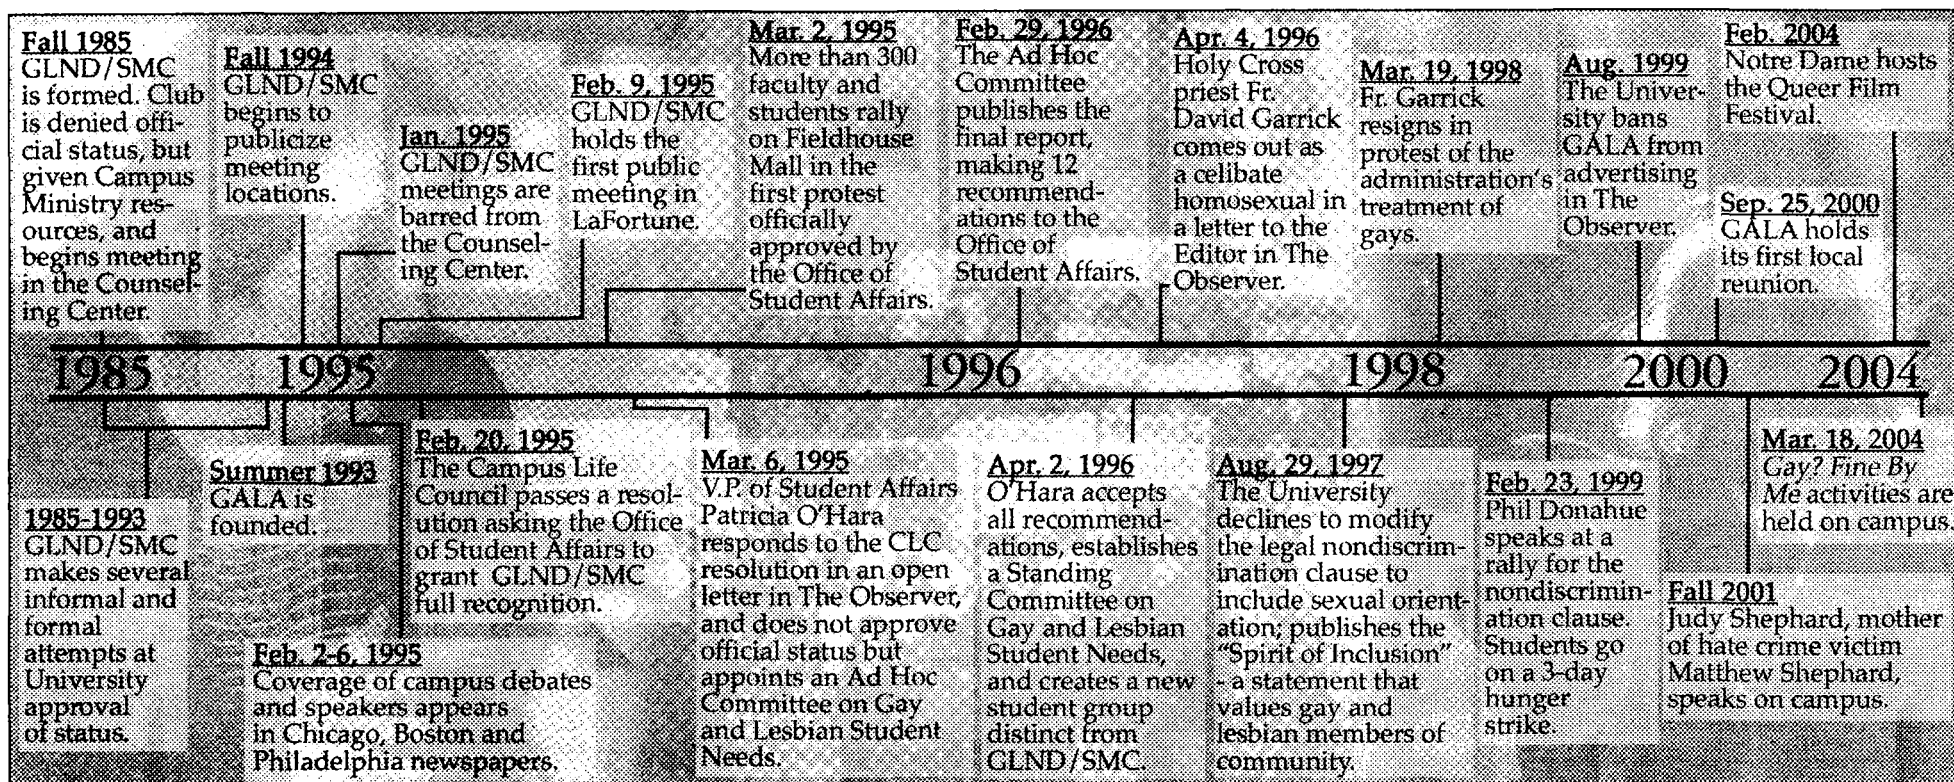 Fall 1985
GLND/SMC
is formed. Club
is denied offi-
cial status, but
given Campus
Ministry res-
ources, and
begins meeting
in the Counsel-
ing Center.
Fall 1994
GLND/SMC
begins to
publicize
meeting
locations.
Jan. 1995
GLND/SMC
meetings are
barred from
the Counsel-
ing Center.
Feb. 9, 1995
GLND/SMC
holds the
first public
meeting in
LaFortune.
Mar. 2, 1995
More than 300
faculty and
students rally
on Fieldhouse
Mall in the
first protest
officially
approved by
the Office of
Student Affairs.
Feb. 29, 1996
The Ad Hoc
Committee
publishes the
final report,
making 12
recommend-
ations to the
Office of
Student Affairs.
Apr. 4, 1996
Holy Cross
priest Fr.
David Garrick
comes out as
a celibate
homosexual in
a letter to the
Editor in The
Observer.
Mar. 19, 1998
Fr. Garrick
resigns in
protest of the
administration's
treatment of
gays.
Aug. 1999
The Univer-
sity bans
GALA from
advertising
in The
Observer.
Feb. 2004
Notre Dame hosts
the Queer Film
Festival.
Sep. 25, 2000
GALA holds
its first local
reunion.
1985 1995 1996 1998 2000 2004
1985-1993
GLND/SMC
makes several
informal and
formal
attempts at
University
approval
of status.
Summer 1993
GALA is
founded.
Feb. 2-6, 1995
Coverage of campus debates
and speakers appears
in Chicago, Boston and
Philadelphia newspapers.
Feb. 20, 1995
The Campus Life
Council passes a resol-
ution asking the Office
of Student Affairs to
grant GLND/SMC
full recognition.
Mar. 6, 1995
V.P. of Student Affairs
Patricia O'Hara
responds to the CLC
resolution in an open
letter in The Observer,
and does not approve
official status but
appoints an Ad Hoc
Committee on Gay
and Lesbian Student
Needs.
Apr. 2, 1996
O'Hara accepts
all recommend-
ations, establishes
a Standing
Committee on
Gay and Lesbian
Student Needs,
and creates a new
student group
distinct from
GLND/SMC.
Aug. 29, 1997
The University
declines to modify
the legal nondiscrim-
ination clause to
include sexual orient-
ation; publishes the
"Spirit of Inclusion"
- a statement that
values gay and
lesbian members of
community.
Feb. 23, 1999
Phil Donahue
speaks at a
rally for the
nondiscrimin-
ation clause.
Students go
on a 3-day
hunger
strike.
Fall 2001
Judy Shephard, mother
of hate crime victim
Matthew Shephard,
speaks on campus.
Mar. 18, 2004
Gay? Fine By
Me activities are
held on campus.